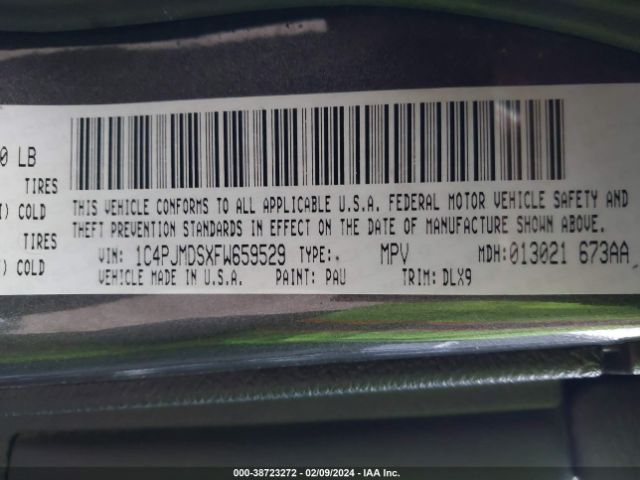 0 LB
TIRES
COLD
TIRES
) COLD
THIS VEHICLE CONFORMS TO ALL APPLICABLE U.S.A. FEDERAL MOTOR VEHICLE SAFETY AND
THEFT PREVENTION STANDARDS IN EFFECT ON THE DATE OF MANUFACTURE SHOWN ABOVE.
VIN: 1C4PJMDSXFW659529 TYPE: MPV MDH:013021 673AA
VEHICLE MADE IN U.S.A. PAINT: PAU TRIM: DLX9
000-38723272 - 02/09/2024 - IAA Inc.